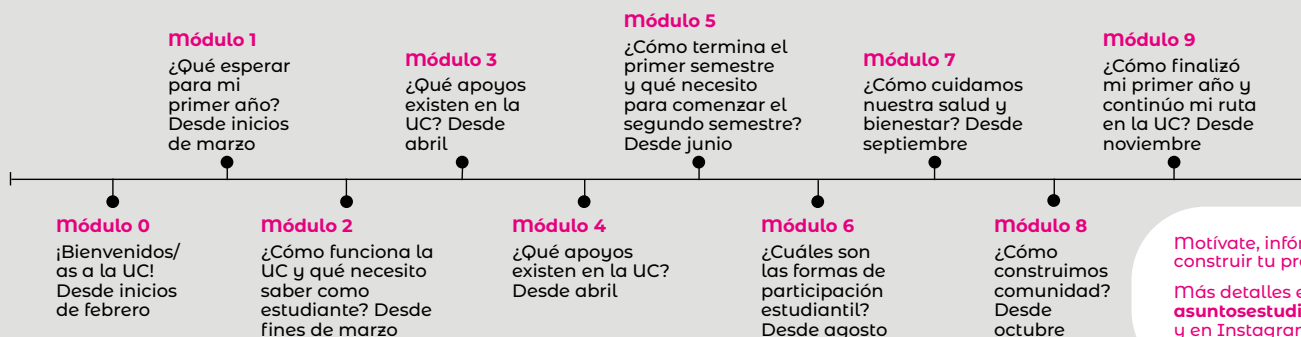 Módulo 1
¿Qué esperar
para mi
primer año?
Desde inicios
de marzo
Módulo 3
¿Qué apoyos
existen en la
UC? Desde
abril
Módulo 5
¿Cómo termina el
primer semestre
y qué necesito
para comenzar el
segundo semestre?
Desde junio
Módulo 7
¿Cómo cuidamos
nuestra salud y
bienestar? Desde
septiembre
Módulo 9
¿Cómo finalizó
mi primer año y
continúo mi ruta
en la UC? Desde
noviembre
Módulo 0
¡Bienvenidos/
as a la UC!
Desde inicios
de febrero
Módulo 2
¿Cómo funciona la
UC y qué necesito
saber como
estudiante? Desde
fines de marzo
Módulo 4
¿Qué apoyos
existen en la UC?
Desde abril
Módulo 6
¿Cuáles son
las formas de
participación
estudiantil?
Desde agosto
Módulo 8
¿Cómo
construimos
comunidad?
Desde
octubre
Motívate,
construir tu
Más detalles
y en